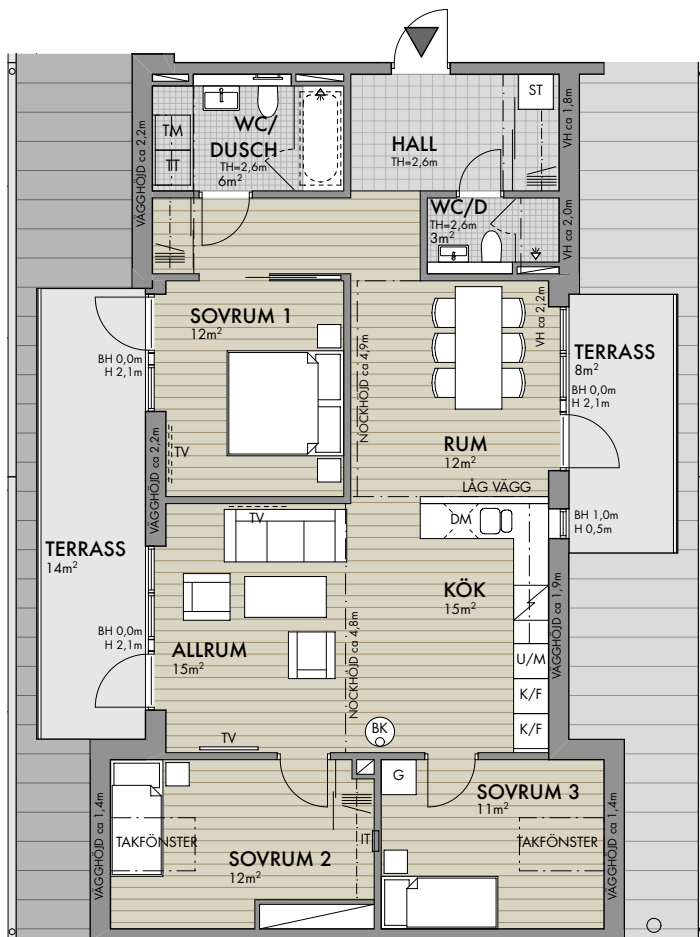 ST
VH ca 1,8m
WC/
DUSCH
TH=2,6m
6m²
TM
TT
VÄGGHÖJD ca 2,2m
HALL
TH=2,6m
WC/D
TH=2,6m
3m²
VH ca 2,0m
SOVRUM 1
12m²
BH 0,0m
H 2,1m
TV
VÄGGHÖJD ca 2,2m
NOCKHÖJD ca 4,9m
VH ca 2,2m
RUM
12m²
LÅG VÄGG
TERRASS
8m²
BH 0,0m
H 2,1m
BH 1,0m
H 0,5m
TERRASS
14m²
BH 0,0m
H 2,1m
TV
ALLRUM
15m²
TV
NOCKHÖJD ca 4,8m
DM
KÖK
15m²
U/M
K/F
K/F
VÄGGHÖJD ca 1,9m
BK
G
VÄGGHÖJD ca 1,4m
TAKFÖNSTER
SOVRUM 2
12m²
IT
SOVRUM 3
11m²
TAKFÖNSTER
VÄGGHÖJD ca 1,4m